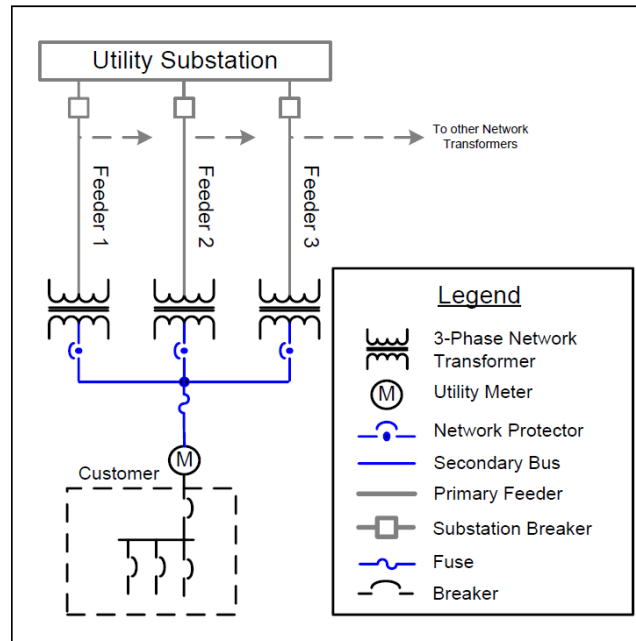 Utility Substation
To other Network
Transformers
Feeder 1
Feeder 2
Feeder 3
Legend
3-Phase Network
Transformer
M
Utility Meter
Network Protector
Secondary Bus
Primary Feeder
Substation Breaker
Fuse
Breaker
M
Customer